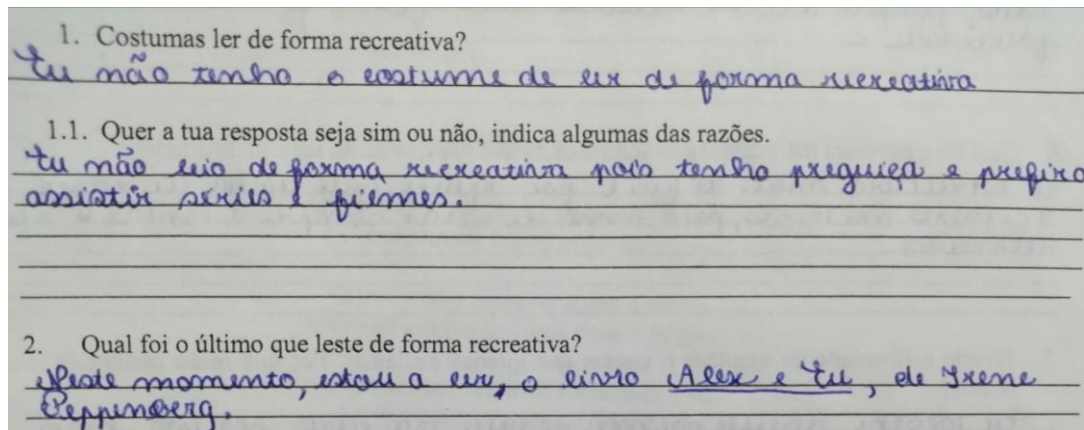 1. Costumas ler de forma recreativa?
Eu não tenho o costume de ler de forma recreativa
1.1. Quer a tua resposta seja sim ou não, indica algumas das razões.
Eu não leio de forma recreativa pois tenho preguiça e prefiro
assistir séries e filmes.
2. Qual foi o último que leste de forma recreativa?
Neste momento, estou a ler, o livro Alex e Eu, de Irene
Peppenberg.